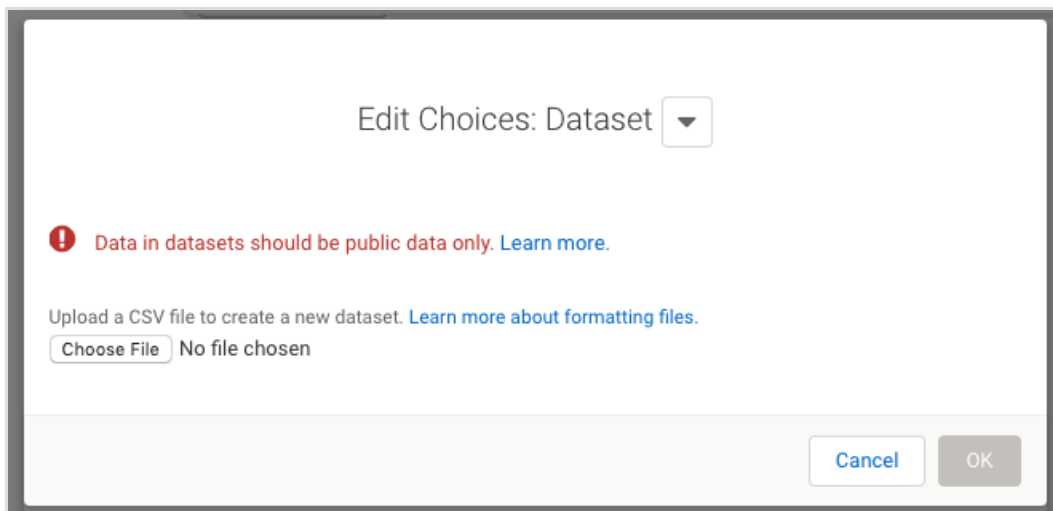 Edit Choices: Dataset
Data in datasets should be public data only. Learn more.
Upload a CSV file to create a new dataset. Learn more about formatting files.
Choose File No file chosen
Cancel OK